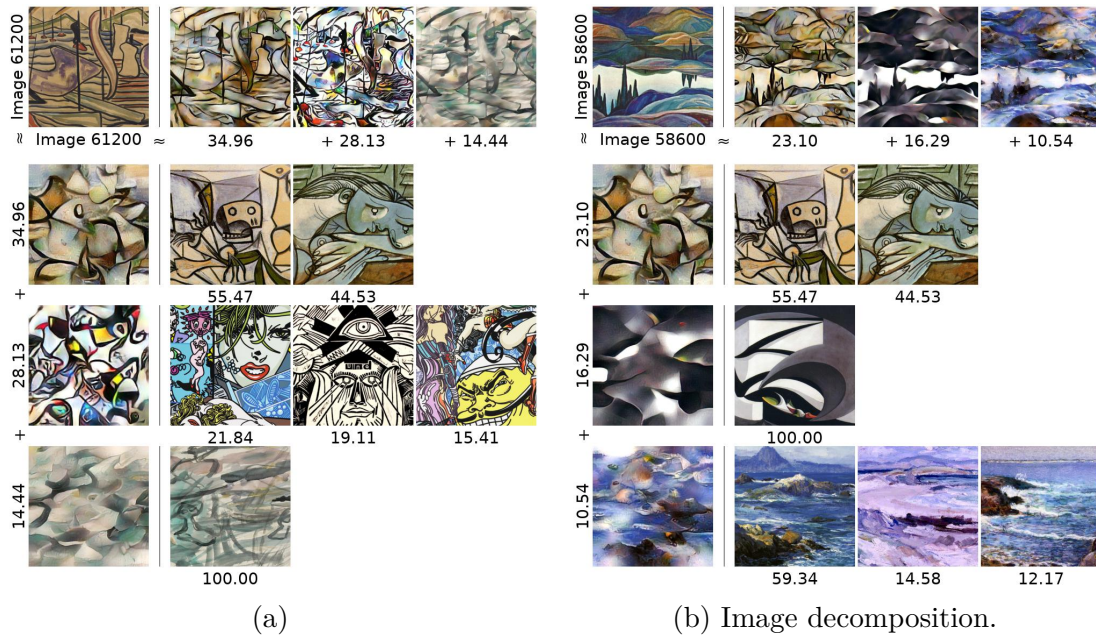 Image 61200
≈ Image 61200 ≈ 34.96 + 28.13 + 14.44
34.96
55.47 44.53
+ 28.13
21.84 19.11 15.41
+ 14.44
100.00
(a)
Image 58600
≈ Image 58600 ≈ 23.10 + 16.29 + 10.54
23.10
55.47 44.53
+ 16.29
100.00
+ 10.54
59.34 14.58 12.17
(b) Image decomposition.